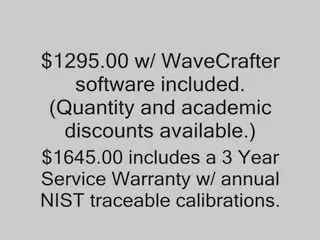 $1295.00 w/ WaveCrafter
software included.
(Quantity and academic
discounts available.)
$1645.00 includes a 3 Year
Service Warranty w/ annual
NIST traceable calibrations.